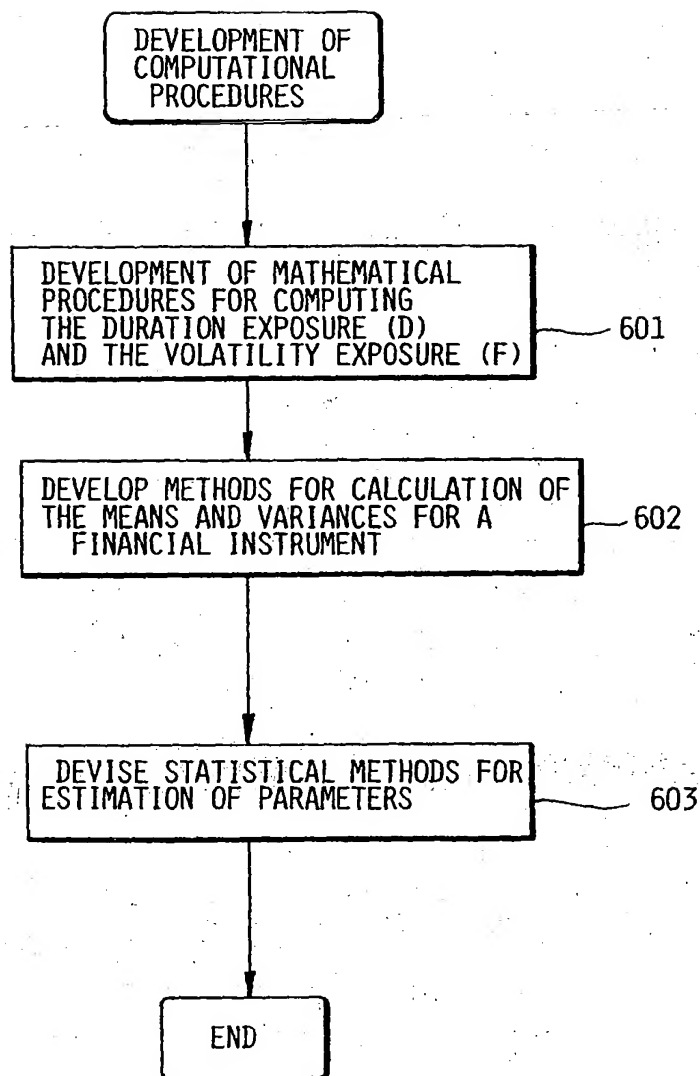 DEVELOPMENT OF
COMPUTATIONAL
PROCEDURES
DEVELOPMENT OF MATHEMATICAL
PROCEDURES FOR COMPUTING
THE DURATION EXPOSURE (D)
AND THE VOLATILITY EXPOSURE (F)
601
DEVELOP METHODS FOR CALCULATION OF
THE MEANS AND VARIANCES FOR A
FINANCIAL INSTRUMENT
602
DEVISE STATISTICAL METHODS FOR
ESTIMATION OF PARAMETERS
603
END